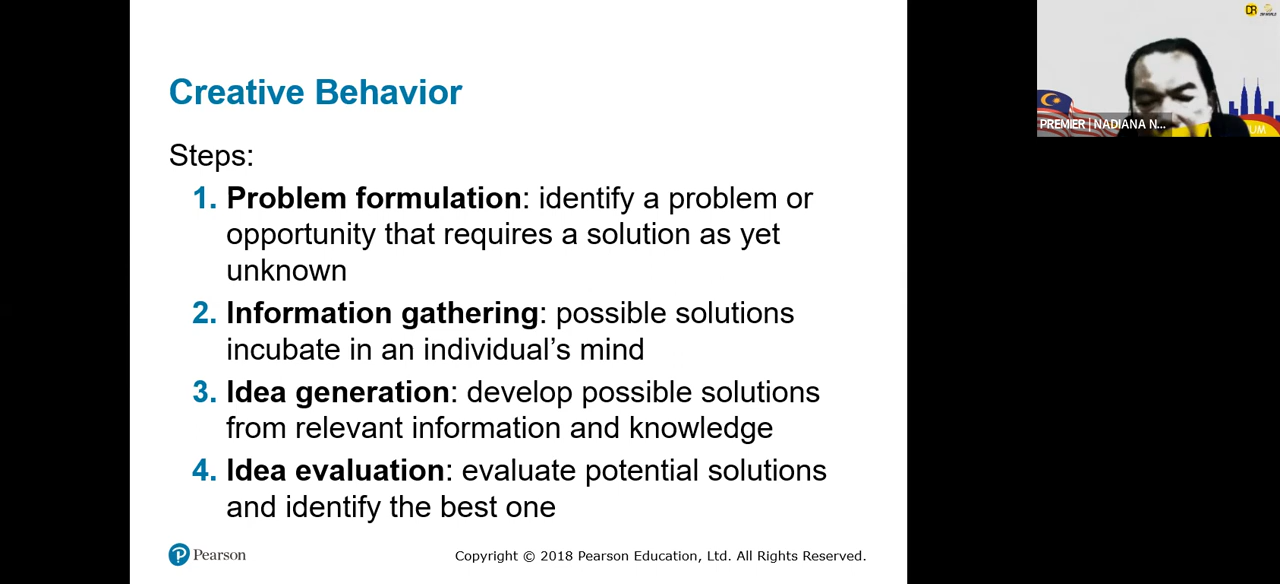 Creative Behavior
Steps:
1. Problem formulation: identify a problem or
opportunity that requires a solution as yet
unknown
2. Information gathering: possible solutions
incubate in an individual’s mind
3. Idea generation: develop possible solutions
from relevant information and knowledge
4. Idea evaluation: evaluate potential solutions
and identify the best one
Pearson
Copyright © 2018 Pearson Education, Ltd. All Rights Reserved.
PREMIER | NADIANA N...
UM